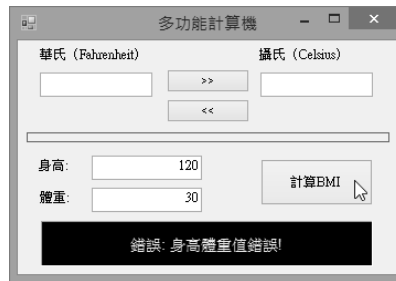 多功能計算機
華氏 (Fahrenheit) 攝氏 (Celsius)
>>
<<
身高: 120
體重: 30
計算BMI
錯誤: 身高體重值錯誤!